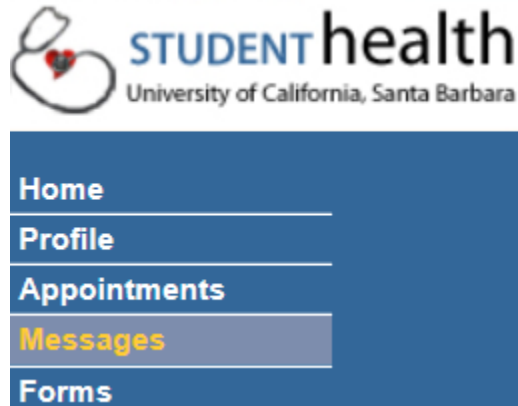 STUDENT health
University of California, Santa Barbara
Home
Profile
Appointments
Messages
Forms